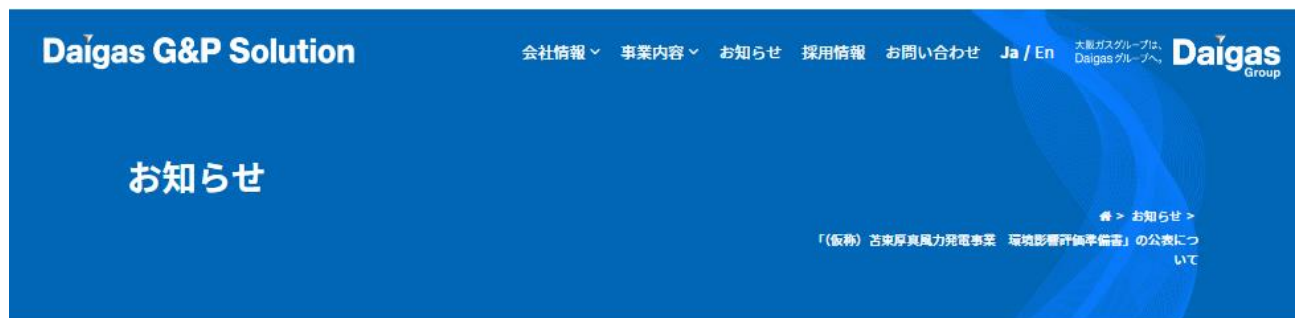 Daigas G&P Solution
会社情報 事業内容 お知らせ 採用情報 お問い合わせ Ja / En
大阪ガスグループは、
Daigasグループへ。
Daigas
Group
お知らせ
> お知らせ >
「（仮称）苫東厚真風力発電事業　環境影響評価準備書」の公表につ
いて